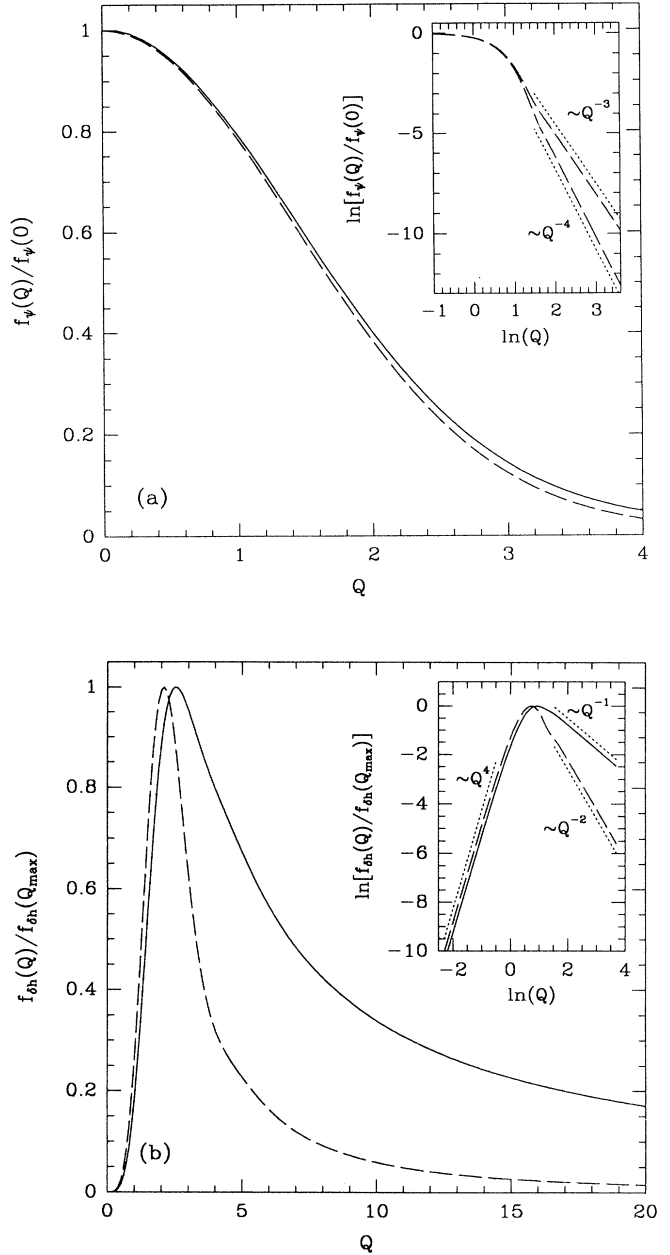 1
0.8
0.6
0.4
0.2
0
f_ψ(Q)/f_ψ(0)
(a)
0 1 2 3 4
Q
0
−5
−10
ln[f_ψ(Q)/f_ψ(0)]
~Q^−3
~Q^−4
−1 0 1 2 3
ln(Q)
1
0.8
0.6
0.4
0.2
0
f_δh(Q)/f_δh(Q_max)
(b)
0 5 10 15 20
Q
0
−2
−4
−6
−8
−10
ln[f_δh(Q)/f_δh(Q_max)]
~Q^4
~Q^−1
~Q^−2
−2 0 2 4
ln(Q)